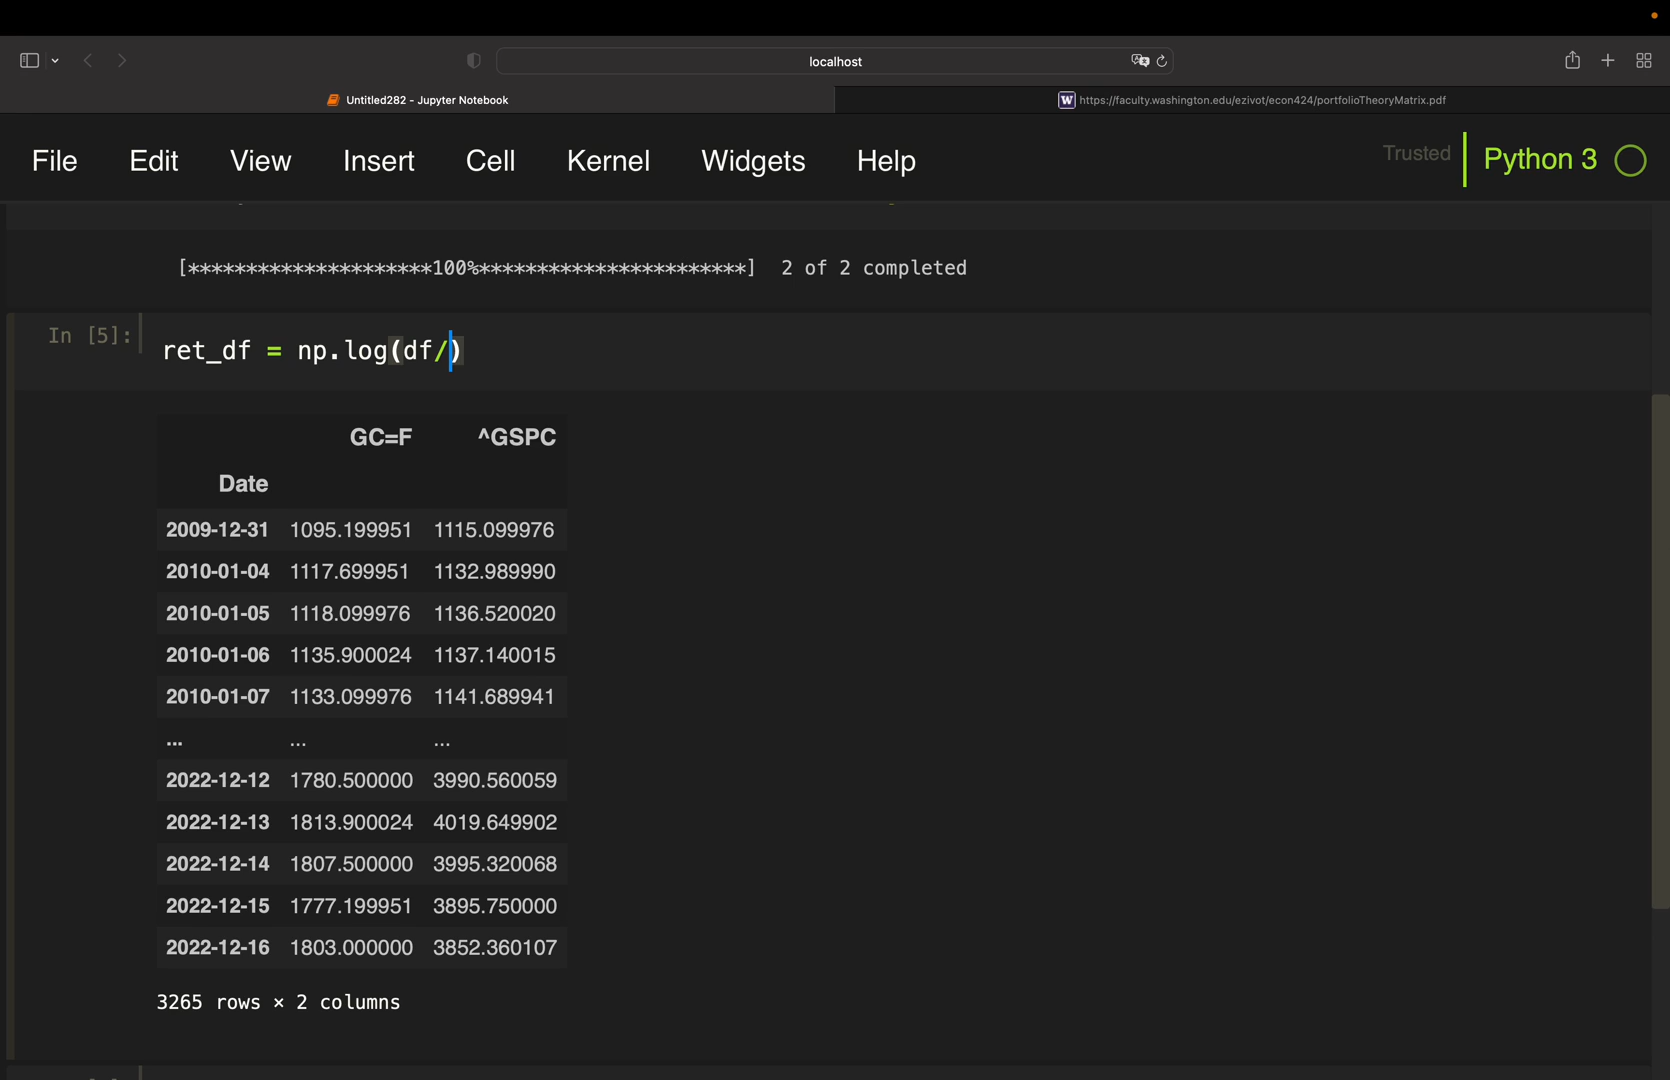 localhost
Untitled282 - Jupyter Notebook
W https://faculty.washington.edu/ezivot/econ424/portfolioTheoryMatrix.pdf
File Edit View Insert Cell Kernel Widgets Help Trusted Python 3
[*********************100%***********************] 2 of 2 completed
In [5]: ret_df = np.log(df/)
GC=F ^GSPC
Date
2009-12-31 1095.199951 1115.099976
2010-01-04 1117.699951 1132.989990
2010-01-05 1118.099976 1136.520020
2010-01-06 1135.900024 1137.140015
2010-01-07 1133.099976 1141.689941
... ... ...
2022-12-12 1780.500000 3990.560059
2022-12-13 1813.900024 4019.649902
2022-12-14 1807.500000 3995.320068
2022-12-15 1777.199951 3895.750000
2022-12-16 1803.000000 3852.360107
3265 rows × 2 columns